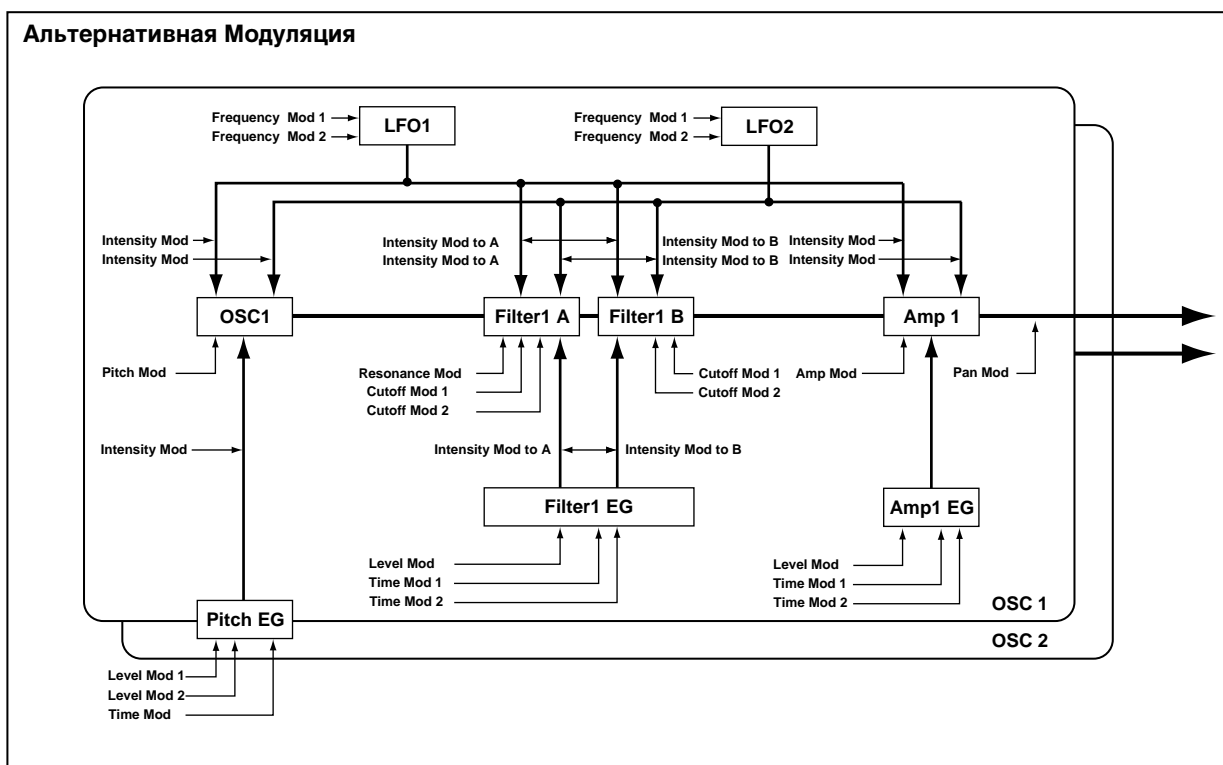 Альтернативная Модуляция
Frequency Mod 1
Frequency Mod 2
LFO1
Frequency Mod 1
Frequency Mod 2
LFO2
Intensity Mod
Intensity Mod
Intensity Mod to A
Intensity Mod to A
Intensity Mod to B
Intensity Mod to B
Intensity Mod
Intensity Mod
OSC1
Filter1 A
Filter1 B
Amp 1
Pitch Mod
Resonance Mod
Cutoff Mod 1
Cutoff Mod 2
Cutoff Mod 1
Cutoff Mod 2
Amp Mod
Pan Mod
Intensity Mod
Intensity Mod to A
Intensity Mod to B
Filter1 EG
Amp1 EG
Level Mod
Time Mod 1
Time Mod 2
Level Mod
Time Mod 1
Time Mod 2
OSC 1
Pitch EG
OSC 2
Level Mod 1
Level Mod 2
Time Mod